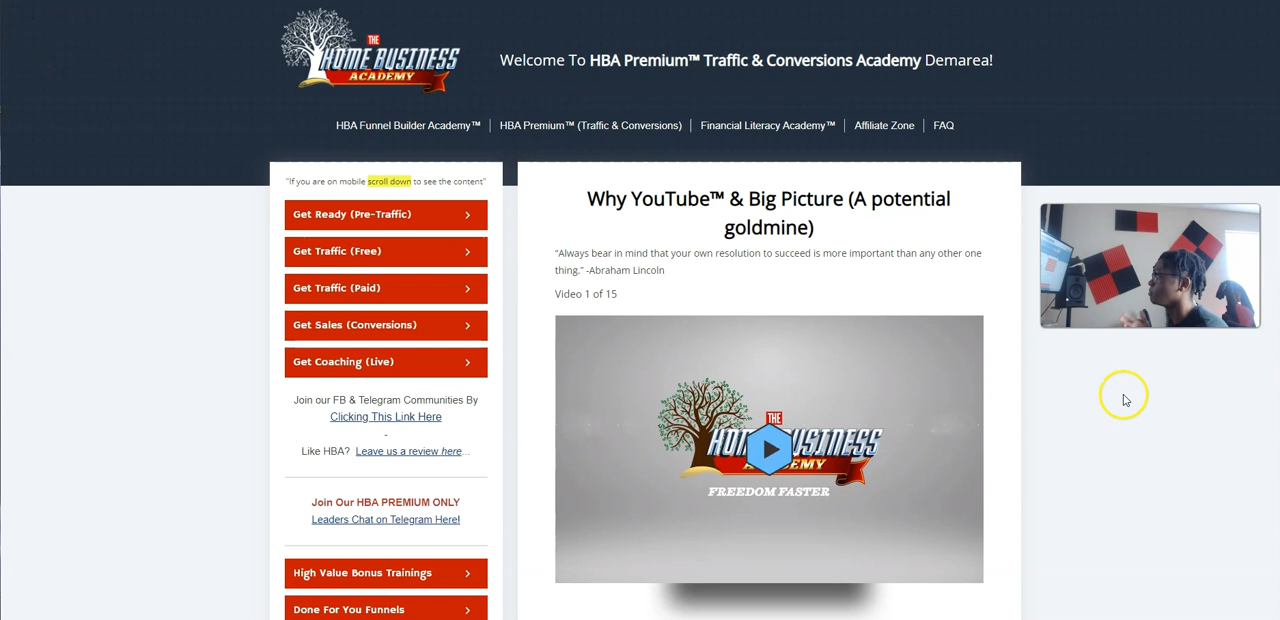 THE
HOME BUSINESS
ACADEMY
Welcome To HBA Premium™ Traffic & Conversions Academy Demarea!
HBA Funnel Builder Academy™
HBA Premium™ (Traffic & Conversions)
Financial Literacy Academy™
Affiliate Zone
FAQ
"If you are on mobile scroll down to see the content"
Get Ready (Pre-Traffic)
Get Traffic (Free)
Get Traffic (Paid)
Get Sales (Conversions)
Get Coaching (Live)
Join our FB & Telegram Communities By
Clicking This Link Here
-
Like HBA? Leave us a review here...
Join Our HBA PREMIUM ONLY
Leaders Chat on Telegram Here!
High Value Bonus Trainings
Done For You Funnels
Why YouTube™ & Big Picture (A potential
goldmine)
“Always bear in mind that your own resolution to succeed is more important than any other one
thing.” -Abraham Lincoln
Video 1 of 15
THE
HOME BUSINESS
ACADEMY
FREEDOM FASTER